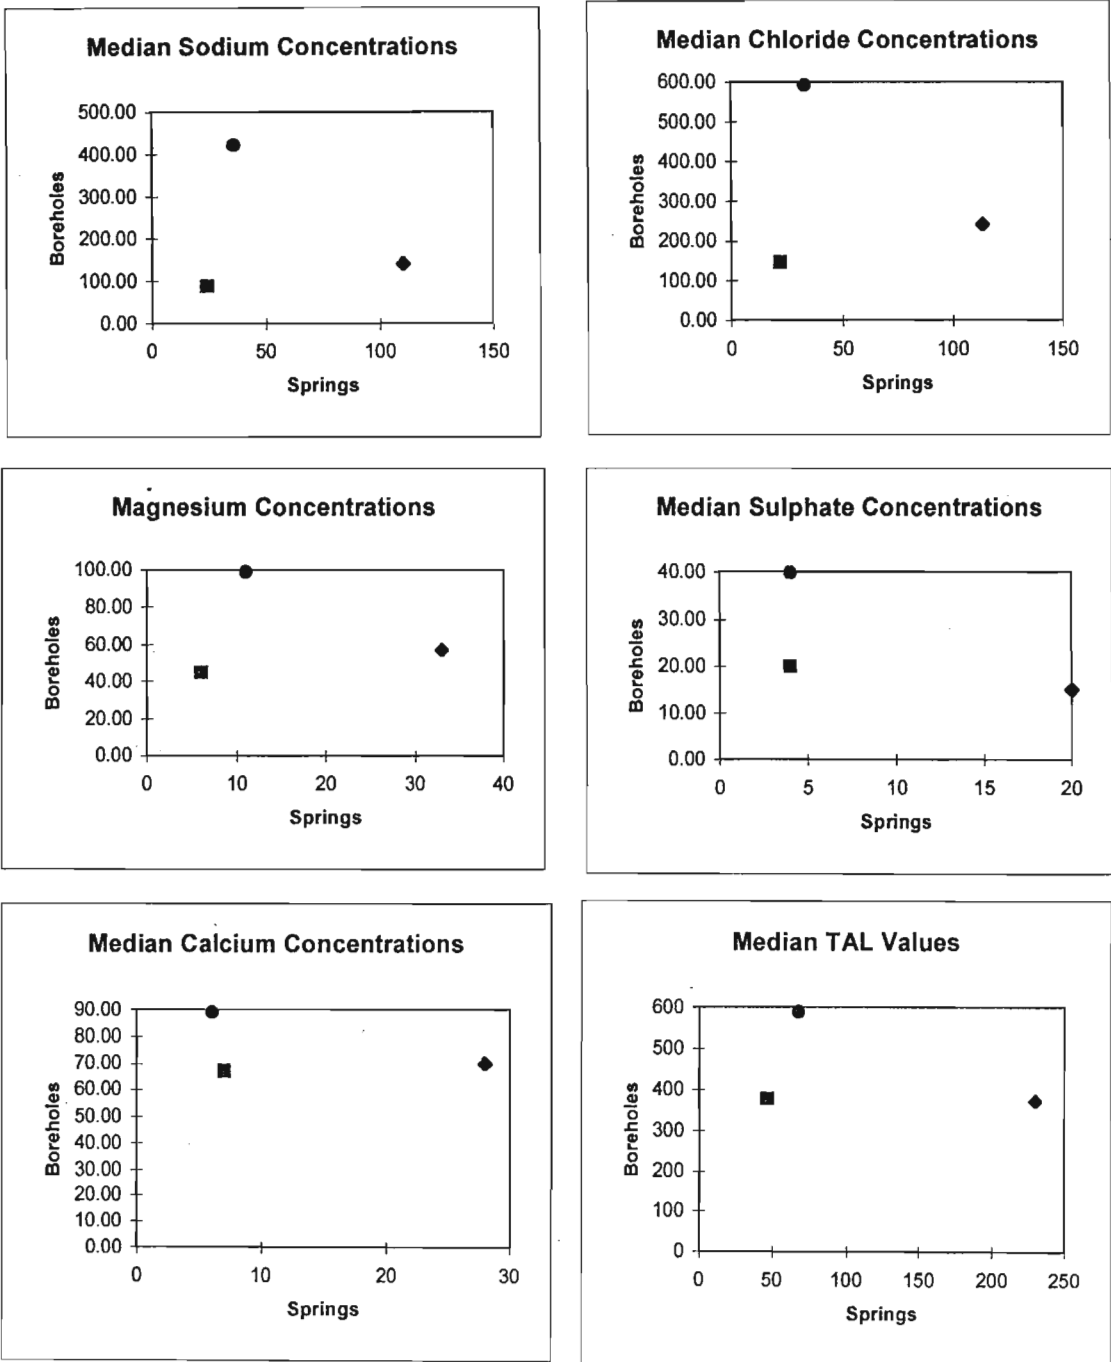 Median Sodium Concentrations
500.00
400.00
300.00
200.00
100.00
0.00
Boreholes
0 50 100 150
Springs
Median Chloride Concentrations
600.00
500.00
400.00
300.00
200.00
100.00
0.00
Boreholes
0 50 100 150
Springs
Magnesium Concentrations
100.00
80.00
60.00
40.00
20.00
0.00
Boreholes
0 10 20 30 40
Springs
Median Sulphate Concentrations
40.00
30.00
20.00
10.00
0.00
Boreholes
0 5 10 15 20
Springs
Median Calcium Concentrations
90.00
80.00
70.00
60.00
50.00
40.00
30.00
20.00
10.00
0.00
Boreholes
0 10 20 30
Springs
Median TAL Values
600
500
400
300
200
100
0
Boreholes
0 50 100 150 200 250
Springs